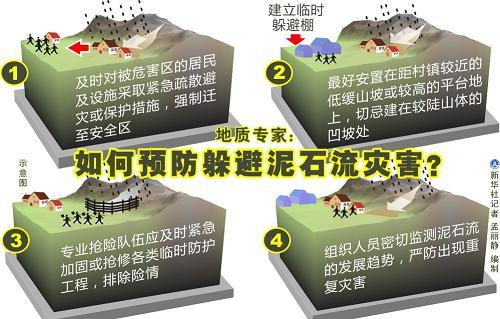 1
及时对被危害区的居民
及设施采取紧急疏散避
灾或保护措施，强制迁
至安全区
建立临时
躲避棚
2
最好安置在距村镇较近的
低缓山坡或较高的平台地
上，切忌建在较陡山体的
凹坡处
地质专家：
如何预防躲避泥石流灾害?
示意图
新华社记者 孟丽静 编制
3
专业抢险队伍应及时紧急
加固或抢修各类临时防护
工程，排除险情
4
组织人员密切监测泥石流
的发展趋势，严防出现重
复灾害